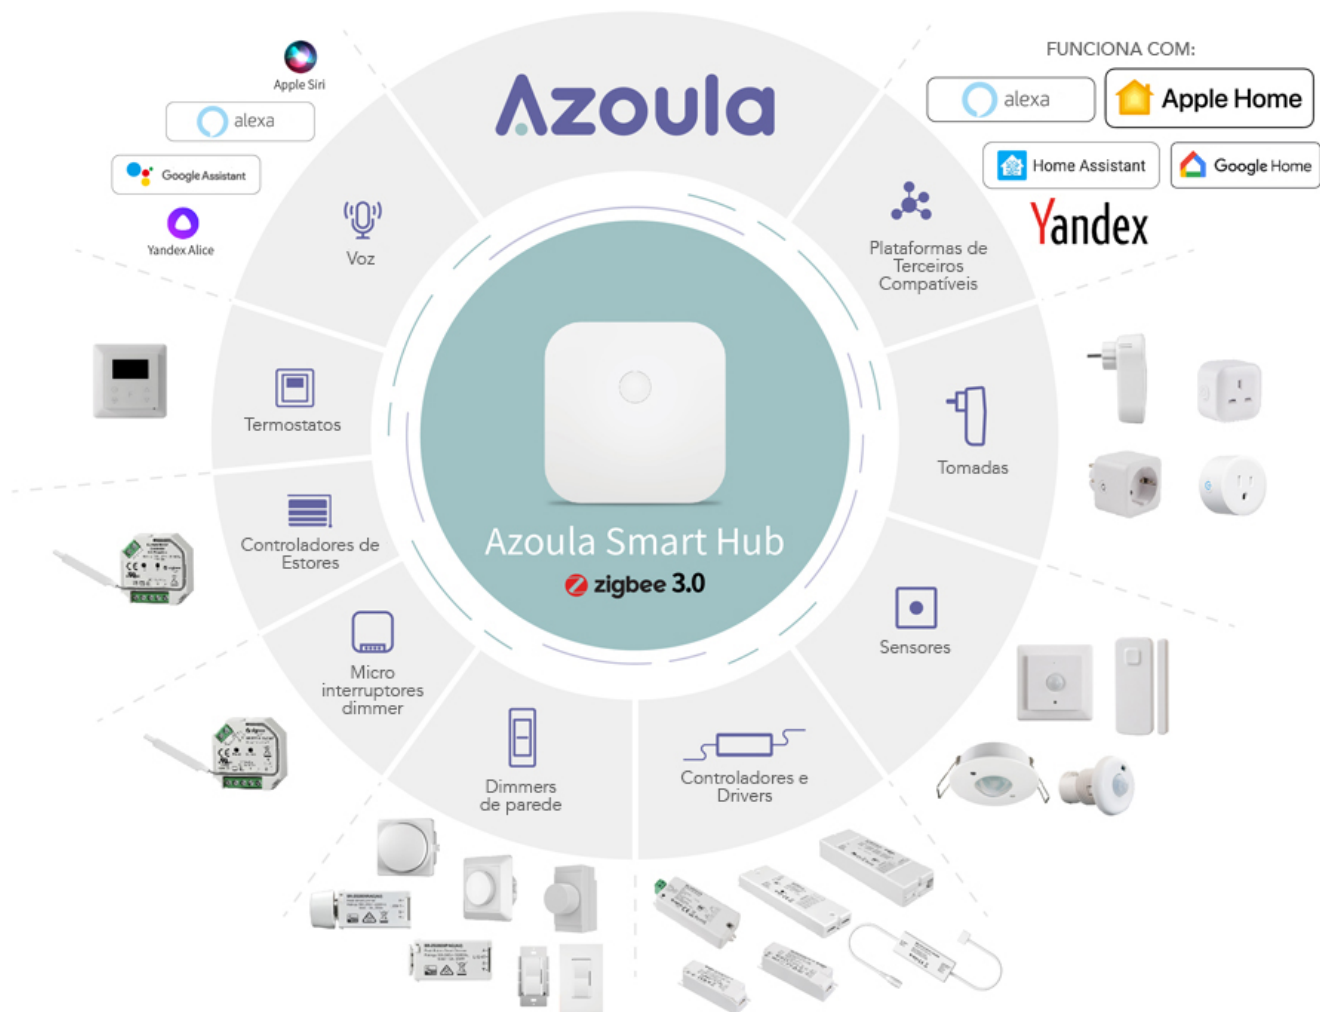 Azoula
FUNCIONA COM:
alexa
Apple Home
Home Assistant
Google Home
Yandex
Apple Siri
alexa
Google Assistant
Yandex Alice
Voz
Plataformas de
Terceiros
Compatíveis
Termostatos
Tomadas
Controladores de
Estores
Azoula Smart Hub
zigbee 3.0
Sensores
Micro
interruptores
dimmer
Dimmers
de parede
Controladores e
Drivers